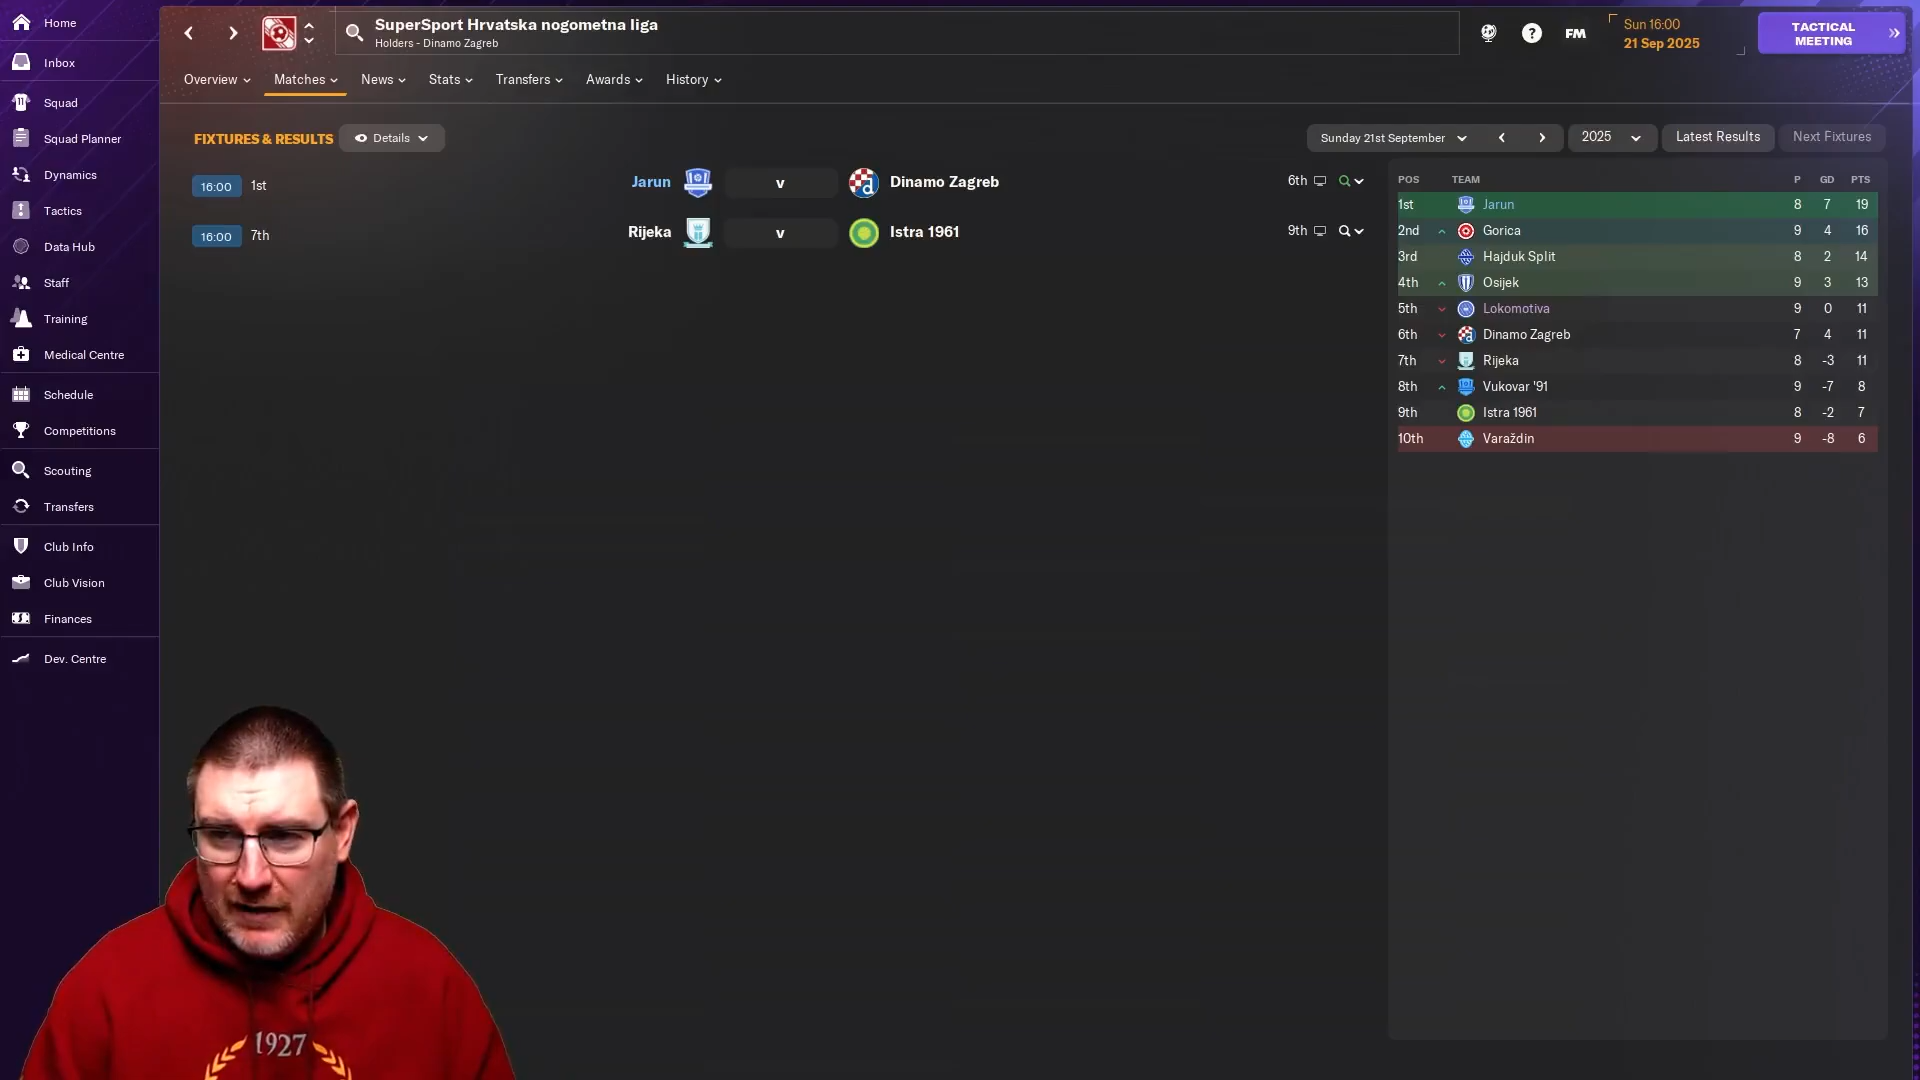 Home
Inbox
Squad
Squad Planner
Dynamics
Tactics
Data Hub
Staff
Training
Medical Centre
Schedule
Competitions
Scouting
Transfers
Club Info
Club Vision
Finances
Dev. Centre
SuperSport Hrvatska nogometna liga
Holders - Dinamo Zagreb
FM
Sun 16:00
21 Sep 2025
TACTICAL MEETING
Overview Matches News Stats Transfers Awards History
FIXTURES & RESULTS Details
Sunday 21st September 2025 Latest Results Next Fixtures
16:00 1st Jarun v Dinamo Zagreb 6th
16:00 7th Rijeka v Istra 1961 9th
POS TEAM P GD PTS
1st Jarun 8 7 19
2nd Gorica 9 4 16
3rd Hajduk Split 8 2 14
4th Osijek 9 3 13
5th Lokomotiva 9 0 11
6th Dinamo Zagreb 7 4 11
7th Rijeka 8 -3 11
8th Vukovar '91 9 -7 8
9th Istra 1961 8 -2 7
10th Varaždin 9 -8 6
1927